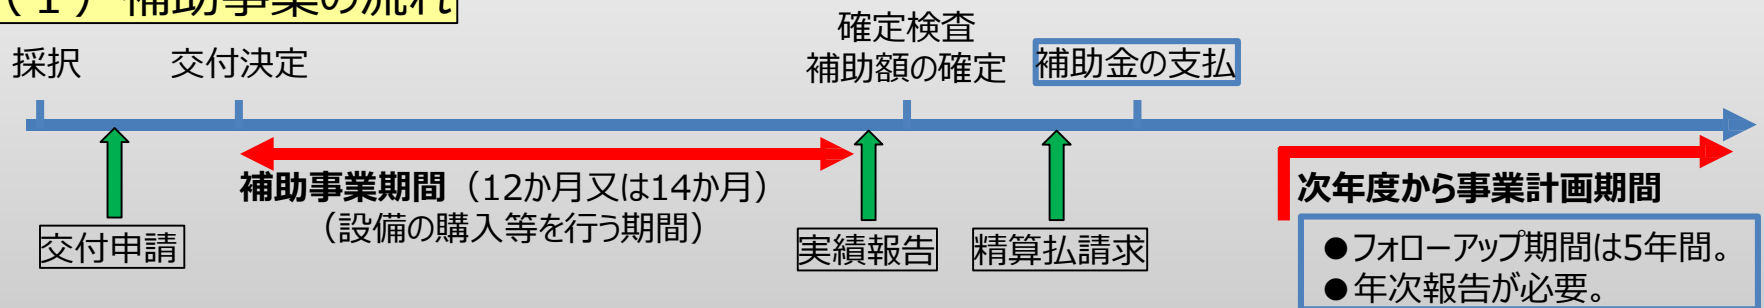 (1)補助事業の流れ
採択
交付決定
確定検査
補助額の確定
補助金の支払
補助事業期間(12か月又は14か月)
(設備の購入等を行う期間)
次年度から事業計画期間
交付申請
実績報告
精算払請求
●フォローアップ期間は5年間。
●年次報告が必要。